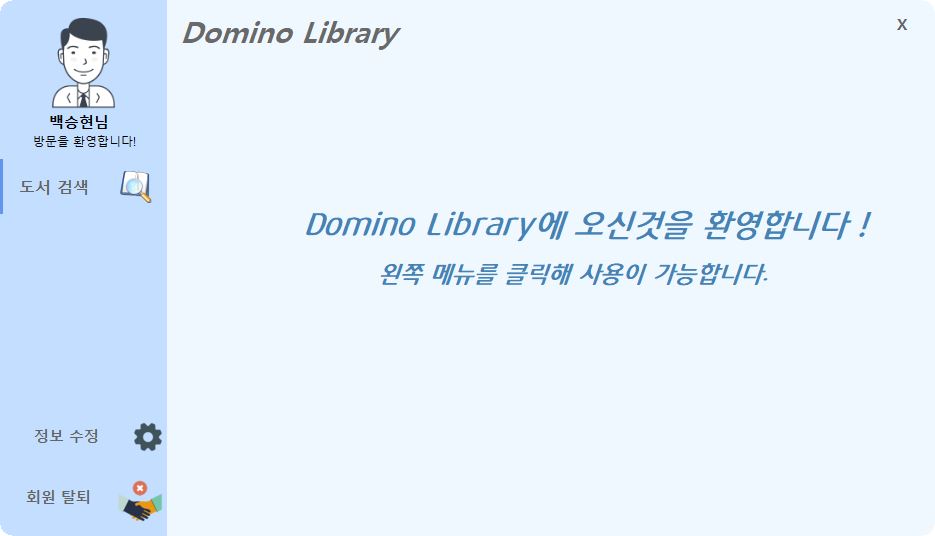 Domino Library
X
백승현님
방문을 환영합니다!
도서 검색
정보 수정
회원 탈퇴
Domino Library에 오신것을 환영합니다 !
왼쪽 메뉴를 클릭해 사용이 가능합니다.